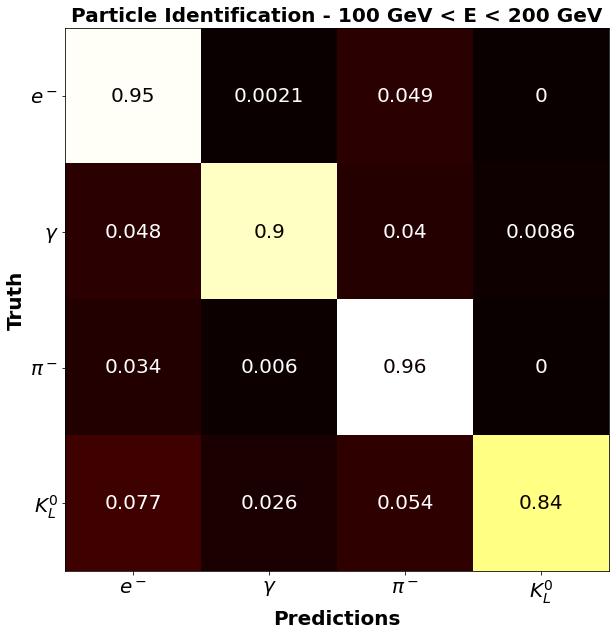 Particle Identification - 100 GeV < E < 200 GeV
Truth
e⁻ 0.95 0.0021 0.049 0
γ 0.048 0.9 0.04 0.0086
π⁻ 0.034 0.006 0.96 0
K⁰_L 0.077 0.026 0.054 0.84
e⁻ γ π⁻ K⁰_L
Predictions